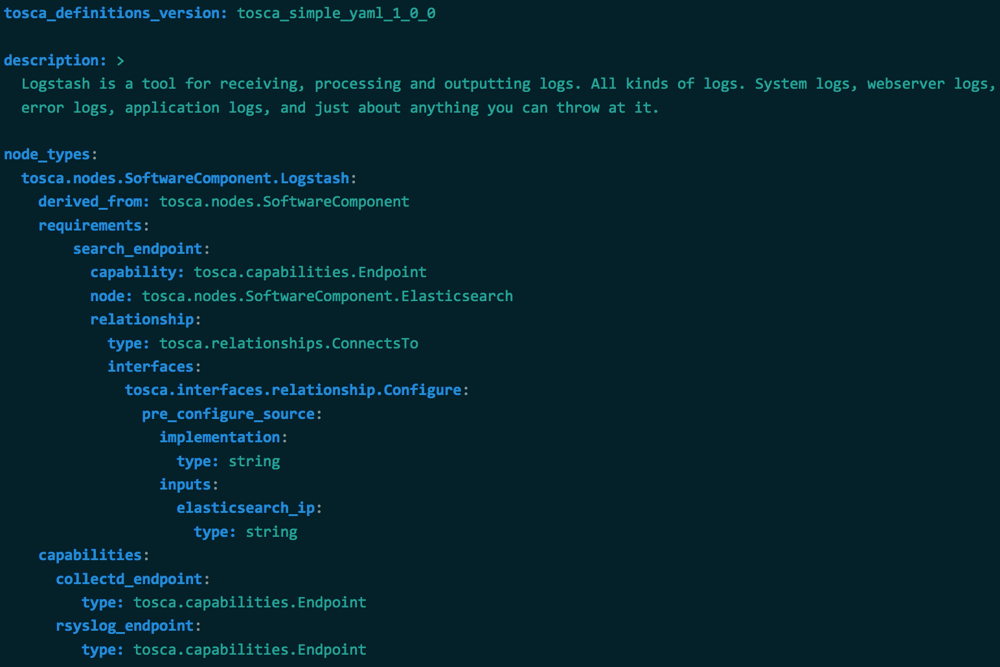 tosca_definitions_version: tosca_simple_yaml_1_0_0

description: >
  Logstash is a tool for receiving, processing and outputting logs. All kinds of logs. System logs, webserver logs,
  error logs, application logs, and just about anything you can throw at it.

node_types:
  tosca.nodes.SoftwareComponent.Logstash:
    derived_from: tosca.nodes.SoftwareComponent
    requirements:
        search_endpoint:
          capability: tosca.capabilities.Endpoint
          node: tosca.nodes.SoftwareComponent.Elasticsearch
          relationship:
            type: tosca.relationships.ConnectsTo
            interfaces:
              tosca.interfaces.relationship.Configure:
                pre_configure_source:
                  implementation:
                    type: string
                  inputs:
                    elasticsearch_ip:
                      type: string
    capabilities:
      collectd_endpoint:
         type: tosca.capabilities.Endpoint
      rsyslog_endpoint:
         type: tosca.capabilities.Endpoint